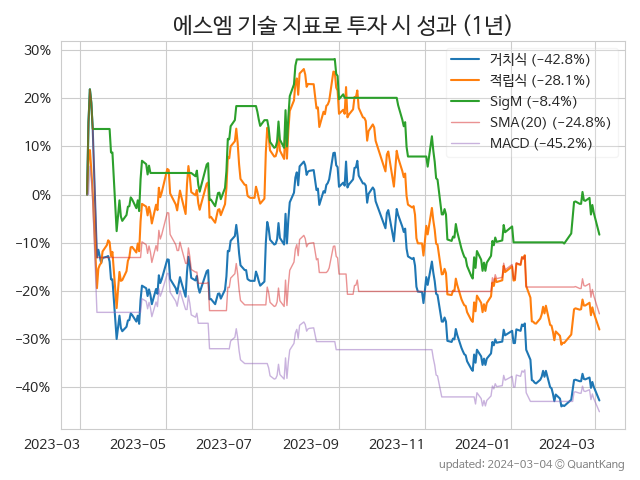 에스엠 기술 지표로 투자 시 성과 (1년)
30%
20%
10%
0%
−10%
−20%
−30%
−40%
거치식 (−42.8%)
적립식 (−28.1%)
SigM (−8.4%)
SMA(20) (−24.8%)
MACD (−45.2%)
2023−03 2023−05 2023−07 2023−09 2023−11 2024−01 2024−03
updated: 2024−03−04 © QuantKang